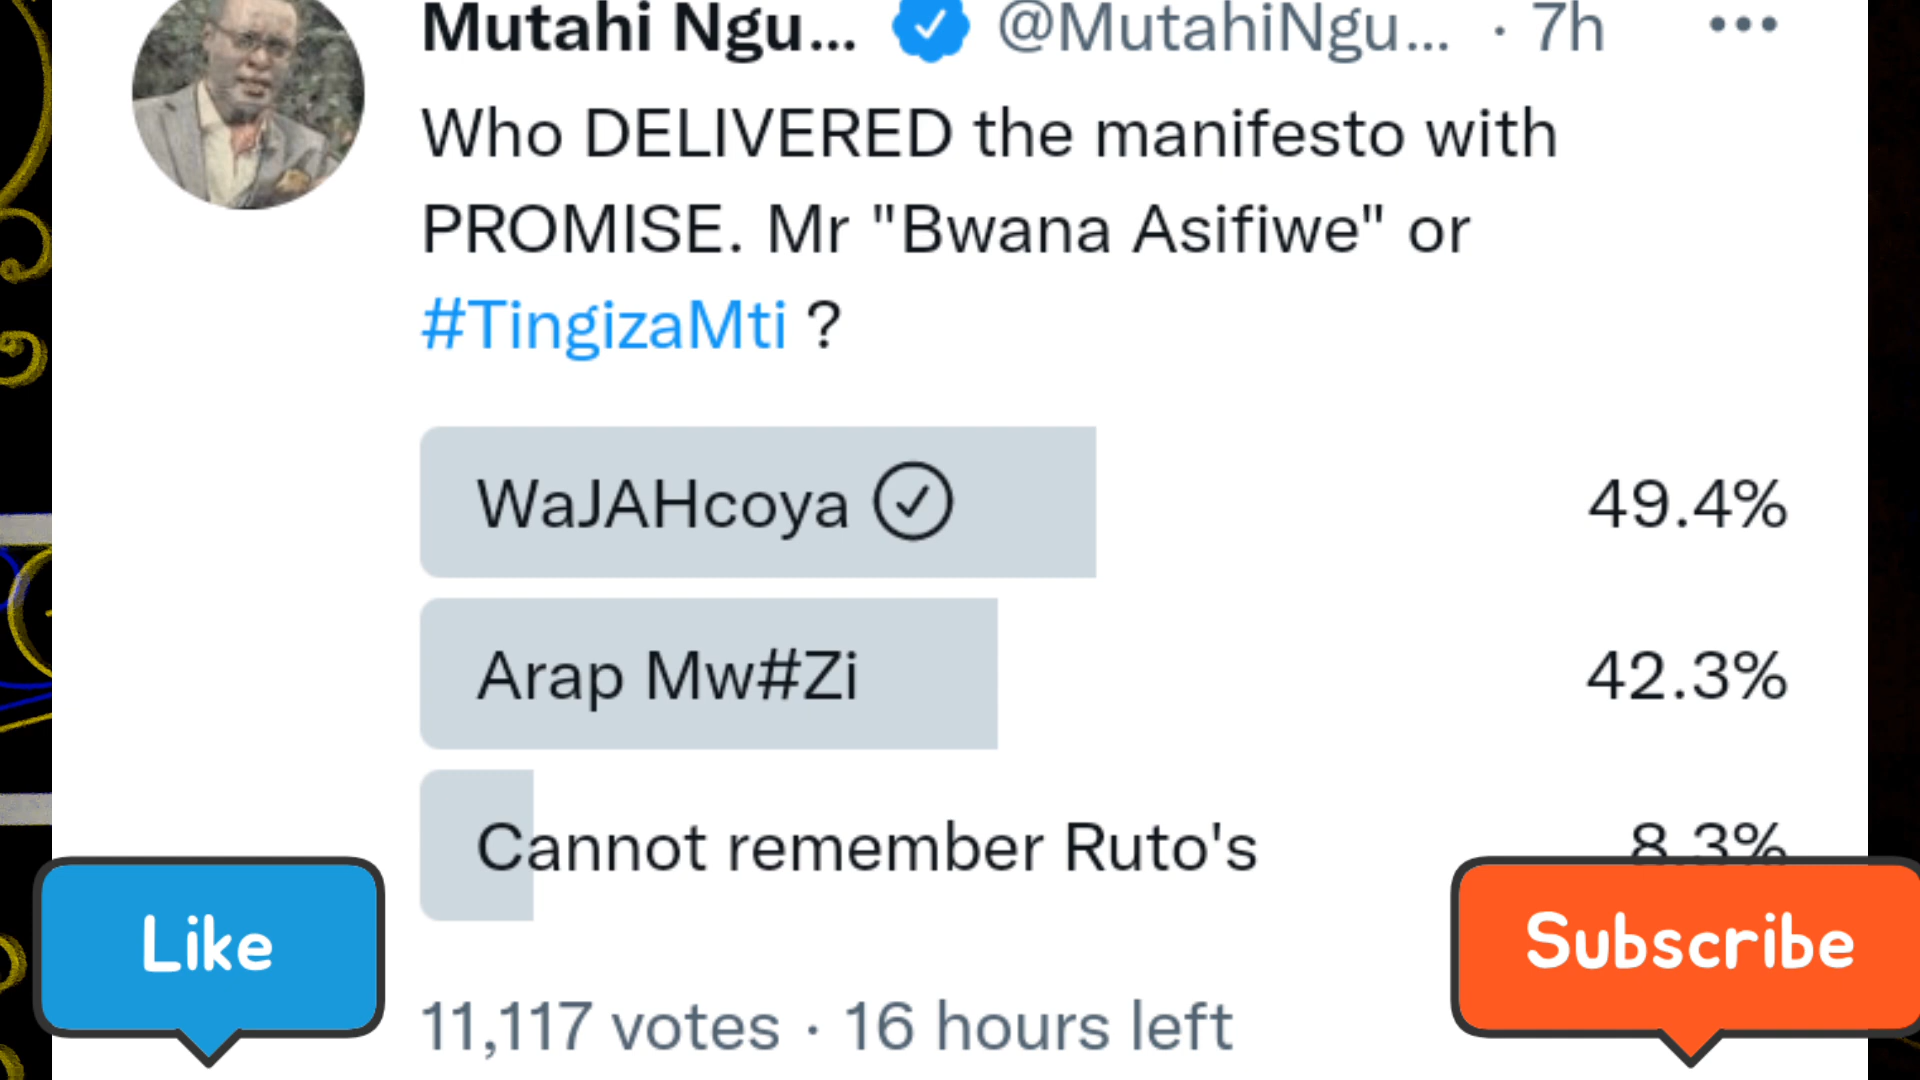 Mutahi Ngu... @MutahiNgu... · 7h
Who DELIVERED the manifesto with
PROMISE. Mr "Bwana Asifiwe" or
#TingizaMti ?
WaJAHcoya 49.4%
Arap Mw#Zi 42.3%
Cannot remember Ruto's 8.3%
Like
Subscribe
11,117 votes · 16 hours left